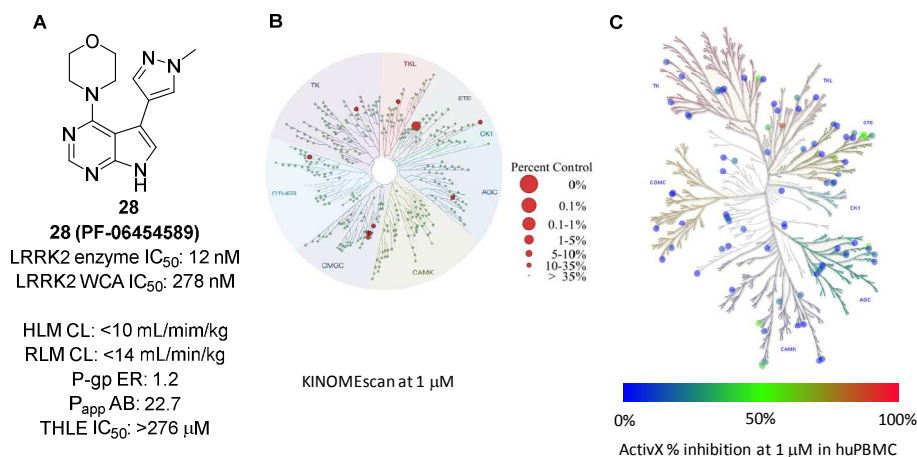 A
O
N
N
N
N
N
N
N
H
28
28 (PF-06454589)
LRRK2 enzyme IC50: 12 nM
LRRK2 WCA IC50: 278 nM
HLM CL: <10 mL/mim/kg
RLM CL: <14 mL/min/kg
P-gp ER: 1.2
Papp AB: 22.7
THLE IC50: >276 μM
B
TK
TKL
STE
CK1
AGC
CAMK
CMGC
OTHER
Percent Control
0%
0.1%
0.1-1%
1-5%
5-10%
10-35%
> 35%
KINOMEscan at 1 μM
C
TK
TKL
STE
CGMC
CK1
AGC
CAMK
0%
50%
100%
ActivX % inhibition at 1 μM in huPBMC